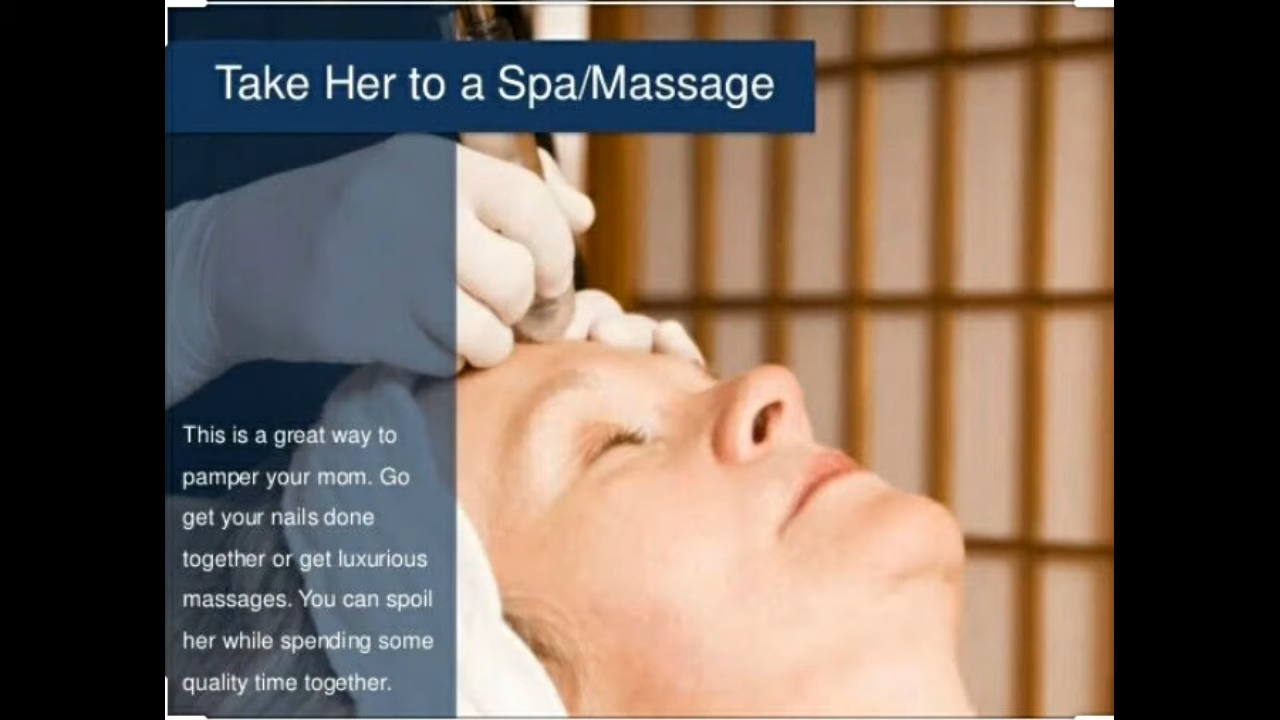 Take Her to a Spa/Massage
This is a great way to
pamper your mom. Go
get your nails done
together or get luxurious
massages. You can spoil
her while spending some
quality time together.